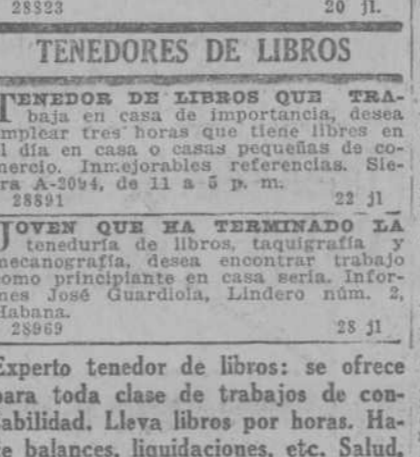 28823 20 jl.
TENEDORES DE LIBROS
TENEDOR DE LIBROS QUE TRA-
baja en casa de importancia, desea
emplear tres horas que tiene libres en
el día en casa o casas pequeñas de co-
mercio. Inmejorables referencias. Sie-
rra A-2094, de 11 a 5 p. m.
28891 22 jl
JOVEN QUE HA TERMINADO LA
teneduría de libros, taquigrafía y
mecanografía, desea encontrar trabajo
como principiante en casa seria. Infor-
mes José Guardiola, Lindero núm. 2,
Habana.
28969 28 jl
Experto tenedor de libros: se ofrece
para toda clase de trabajos de con-
tabilidad. Lleva libros por horas. Ha-
ce balances, liquidaciones, etc. Salud,